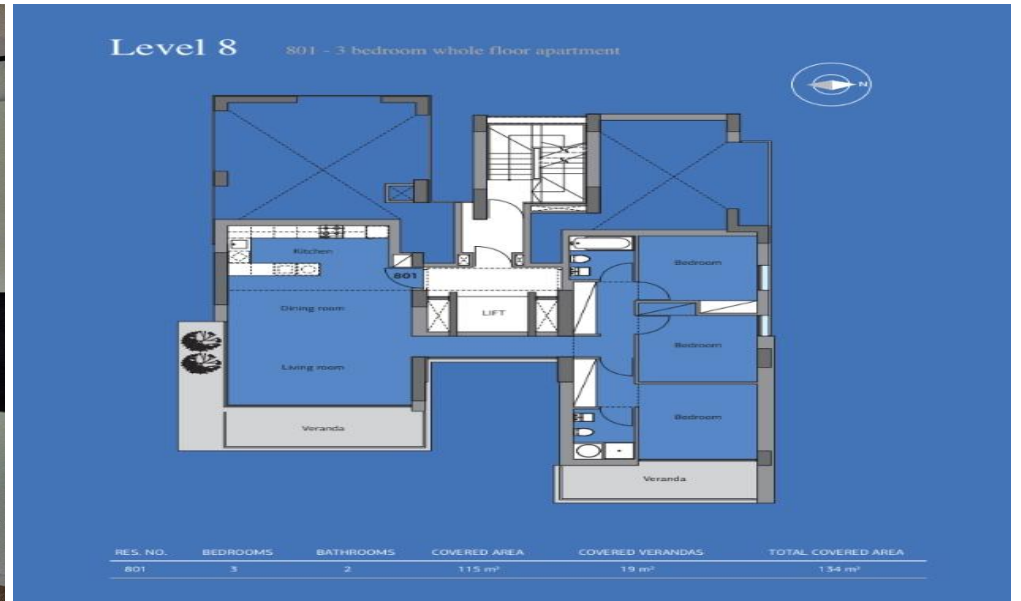 Level 8
801 - 3 bedroom whole floor apartment
N
Kitchen
801
Dining room
LIFT
Living room
Veranda
Bedroom
Bedroom
Bedroom
Veranda
RES. NO. BEDROOMS BATHROOMS COVERED AREA COVERED VERANDAS TOTAL COVERED AREA
801 3 2 115 m² 19 m² 134 m²